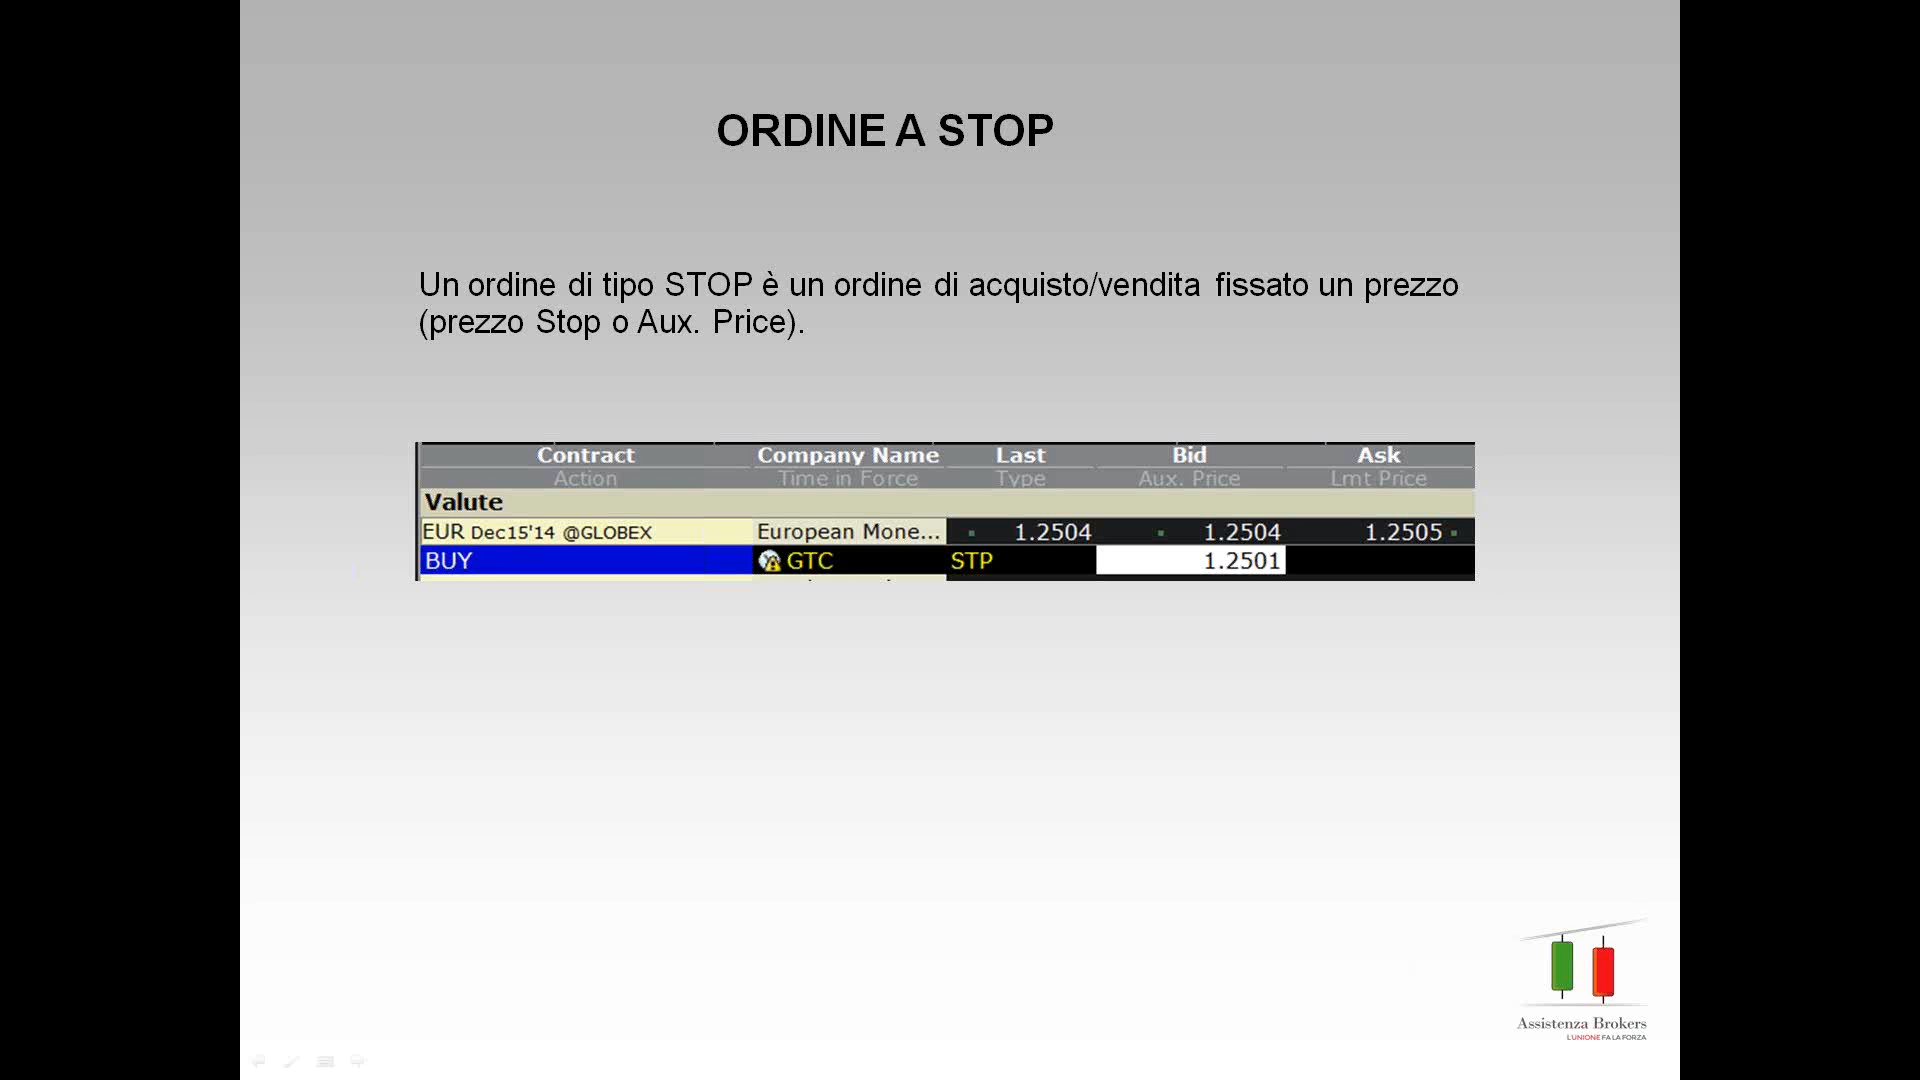 ORDINE A STOP
Un ordine di tipo STOP è un ordine di acquisto/vendita fissato un prezzo
(prezzo Stop o Aux. Price).
Contract Company Name Last Bid Ask
Action Time in Force Type Aux. Price Lmt Price
Valute
EUR Dec15'14 @GLOBEX European Mone... 1.2504 1.2504 1.2505
BUY GTC STP 1.2501
Assistenza Brokers
L'UNIONE FA LA FORZA